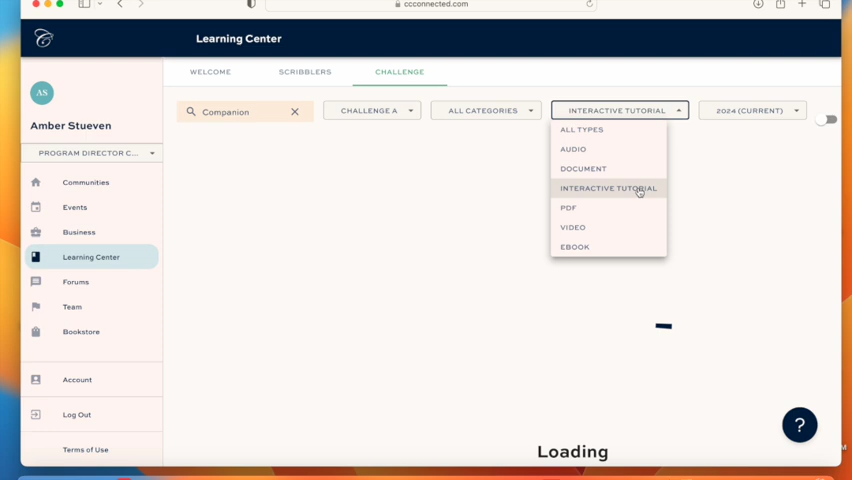 ccconnected.com
Learning Center
WELCOME
SCRIBBLERS
CHALLENGE
AS
Companion
CHALLENGE A
ALL CATEGORIES
INTERACTIVE TUTORIAL
2024 (CURRENT)
Amber Stueven
PROGRAM DIRECTOR C...
ALL TYPES
AUDIO
DOCUMENT
INTERACTIVE TUTORIAL
PDF
VIDEO
EBOOK
Communities
Events
Business
Learning Center
Forums
Team
Bookstore
Account
Log Out
Terms of Use
Loading
?
M